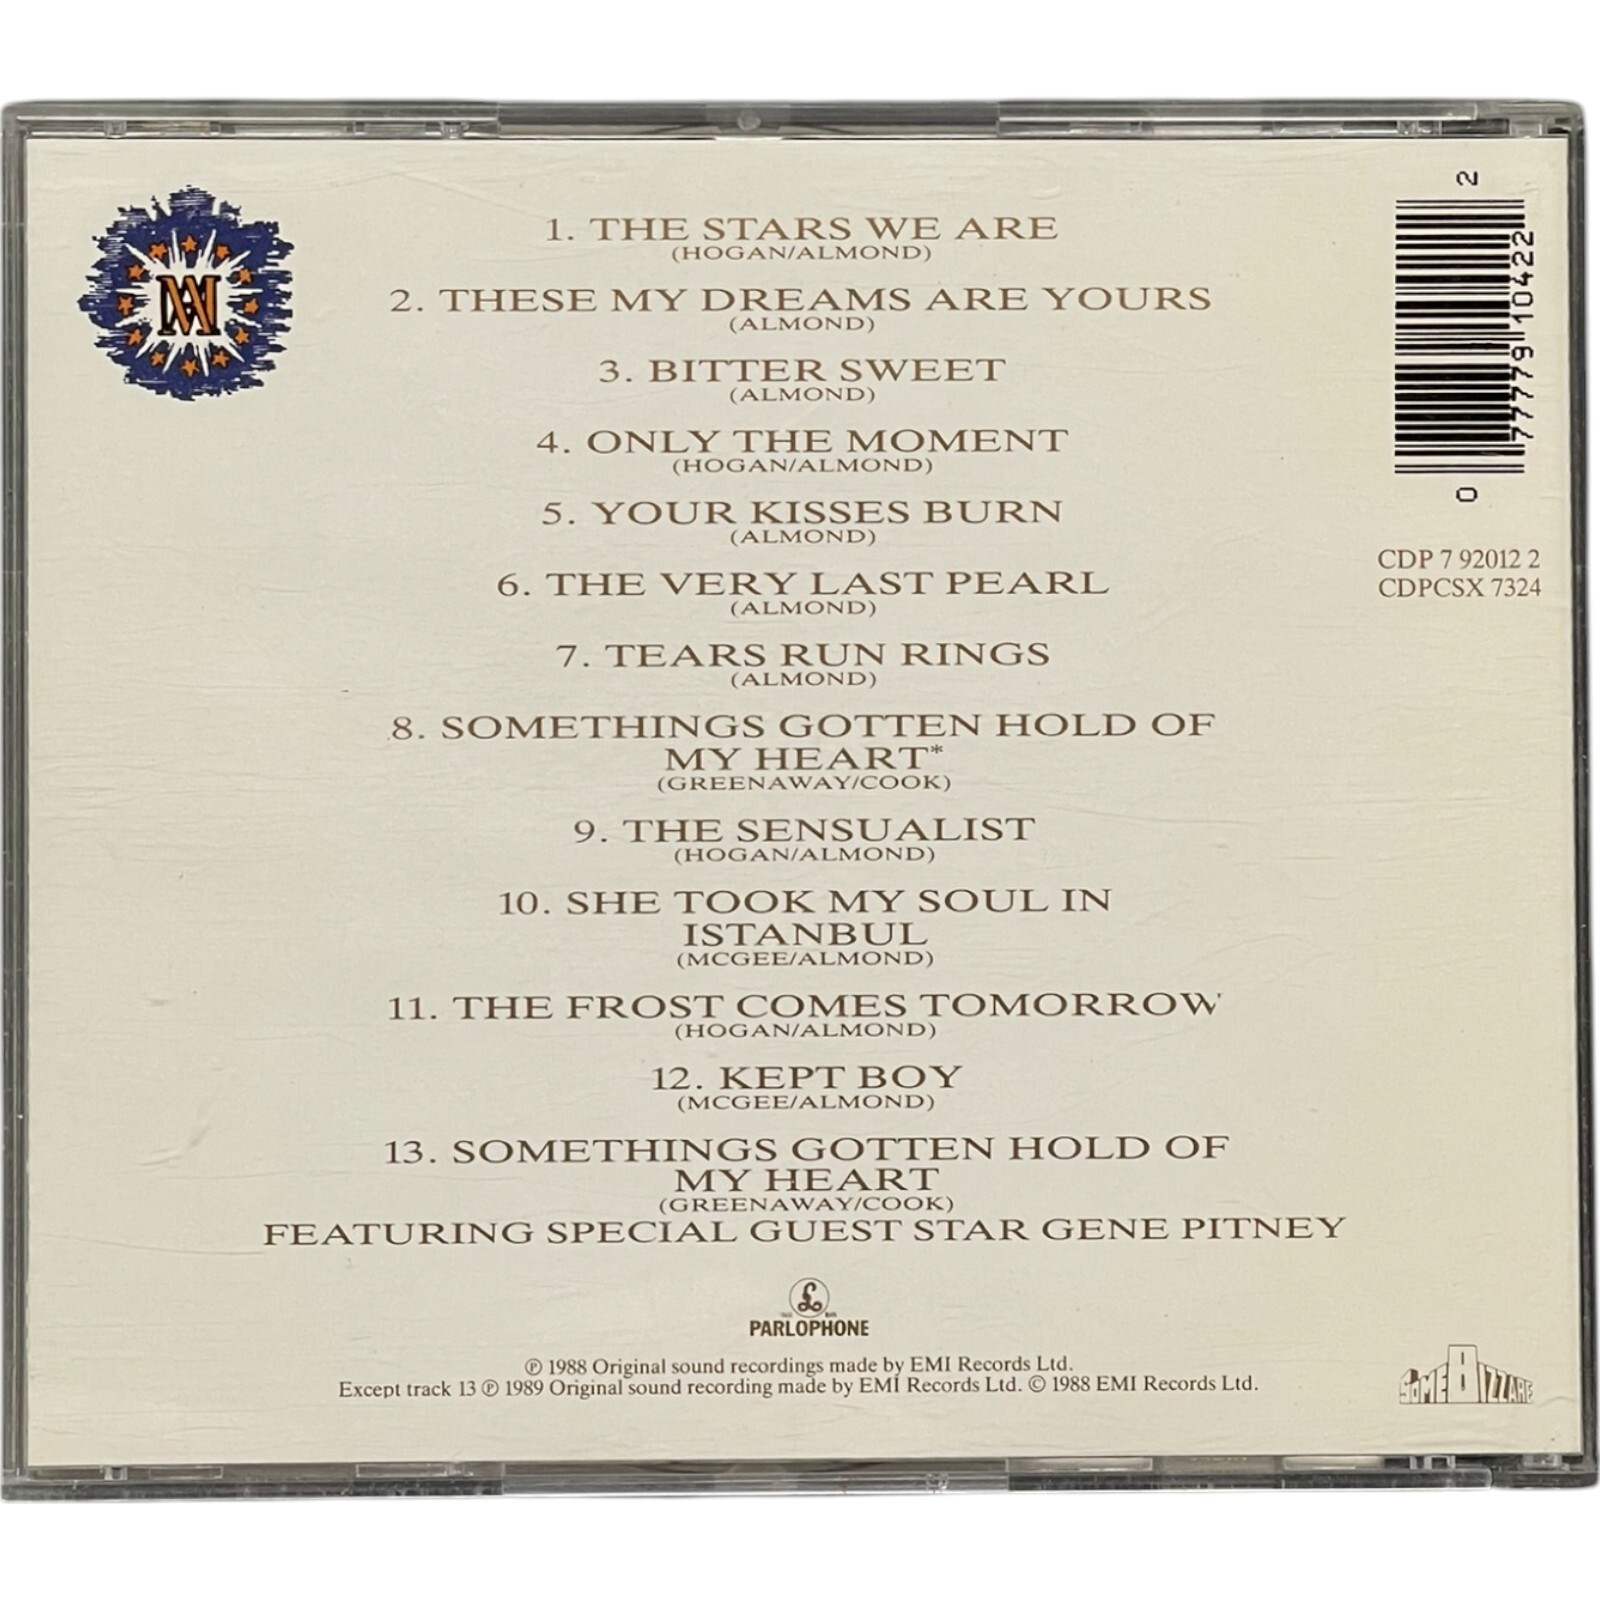 MA
1. THE STARS WE ARE
(HOGAN/ALMOND)
2. THESE MY DREAMS ARE YOURS
(ALMOND)
3. BITTER SWEET
(ALMOND)
4. ONLY THE MOMENT
(HOGAN/ALMOND)
5. YOUR KISSES BURN
(ALMOND)
6. THE VERY LAST PEARL
(ALMOND)
7. TEARS RUN RINGS
(ALMOND)
8. SOMETHINGS GOTTEN HOLD OF
MY HEART*
(GREENAWAY/COOK)
9. THE SENSUALIST
(HOGAN/ALMOND)
10. SHE TOOK MY SOUL IN
ISTANBUL
(MCGEE/ALMOND)
11. THE FROST COMES TOMORROW
(HOGAN/ALMOND)
12. KEPT BOY
(MCGEE/ALMOND)
13. SOMETHINGS GOTTEN HOLD OF
MY HEART
(GREENAWAY/COOK)
FEATURING SPECIAL GUEST STAR GENE PITNEY
0 77779 10422 2
CDP 7 92012 2
CDPCSX 7324
£
PARLOPHONE
℗ 1988 Original sound recordings made by EMI Records Ltd.
Except track 13 ℗ 1989 Original sound recording made by EMI Records Ltd. © 1988 EMI Records Ltd.
SOME BIZZARE